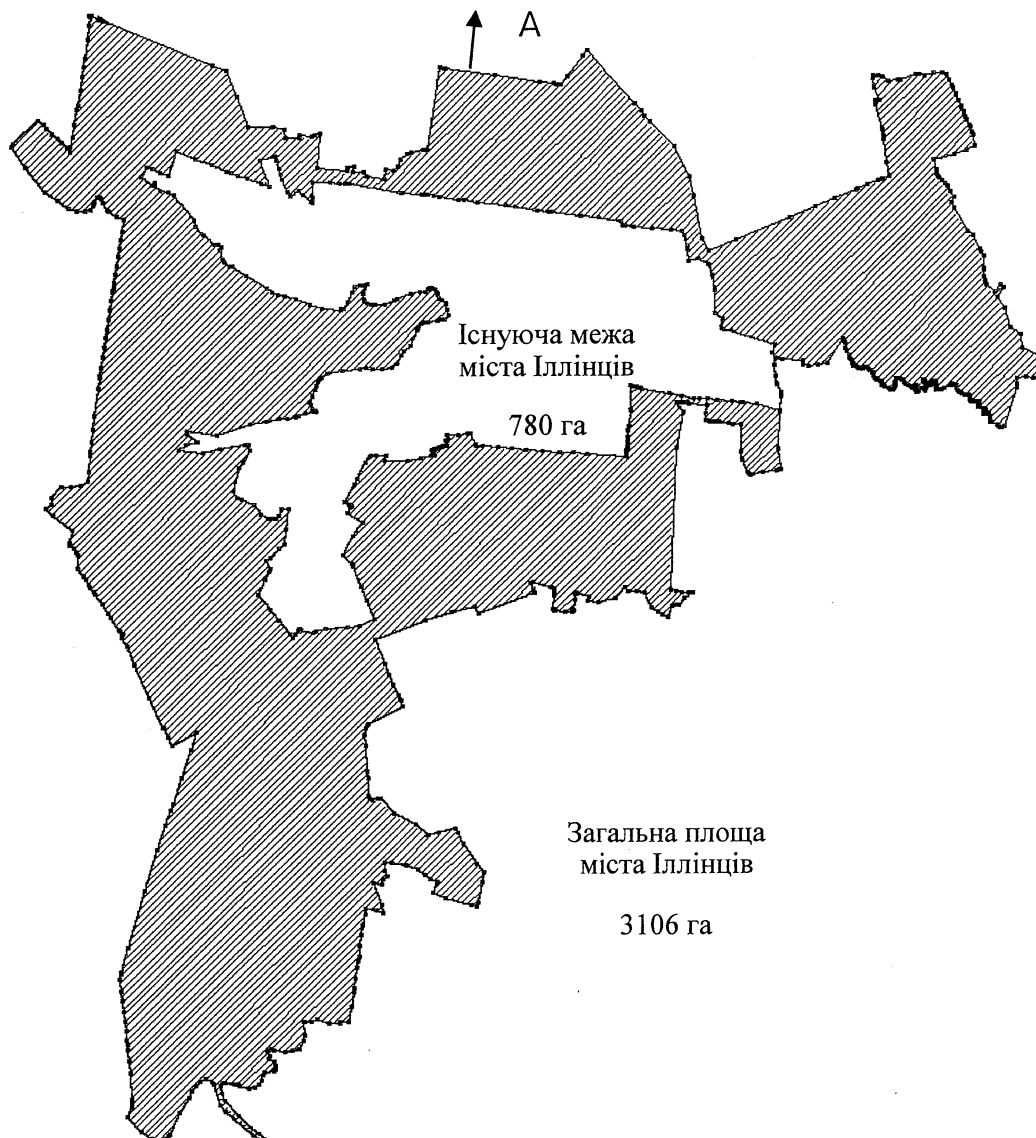 А
Існуюча межа
міста Іллінців
780 га
Загальна площа
міста Іллінців
3106 га